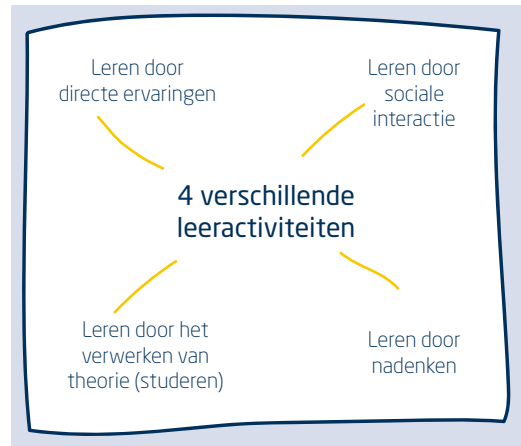 Leren door
directe ervaringen
Leren door
sociale
interactie
4 verschillende
leeractiviteiten
Leren door het
verwerken van
theorie (studeren)
Leren door
nadenken